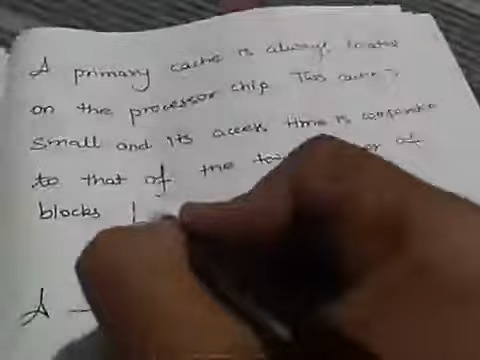 A primary cache is always located
on the processor chip This cache is
small and its access time is comparable
to that of the
blocks
A –